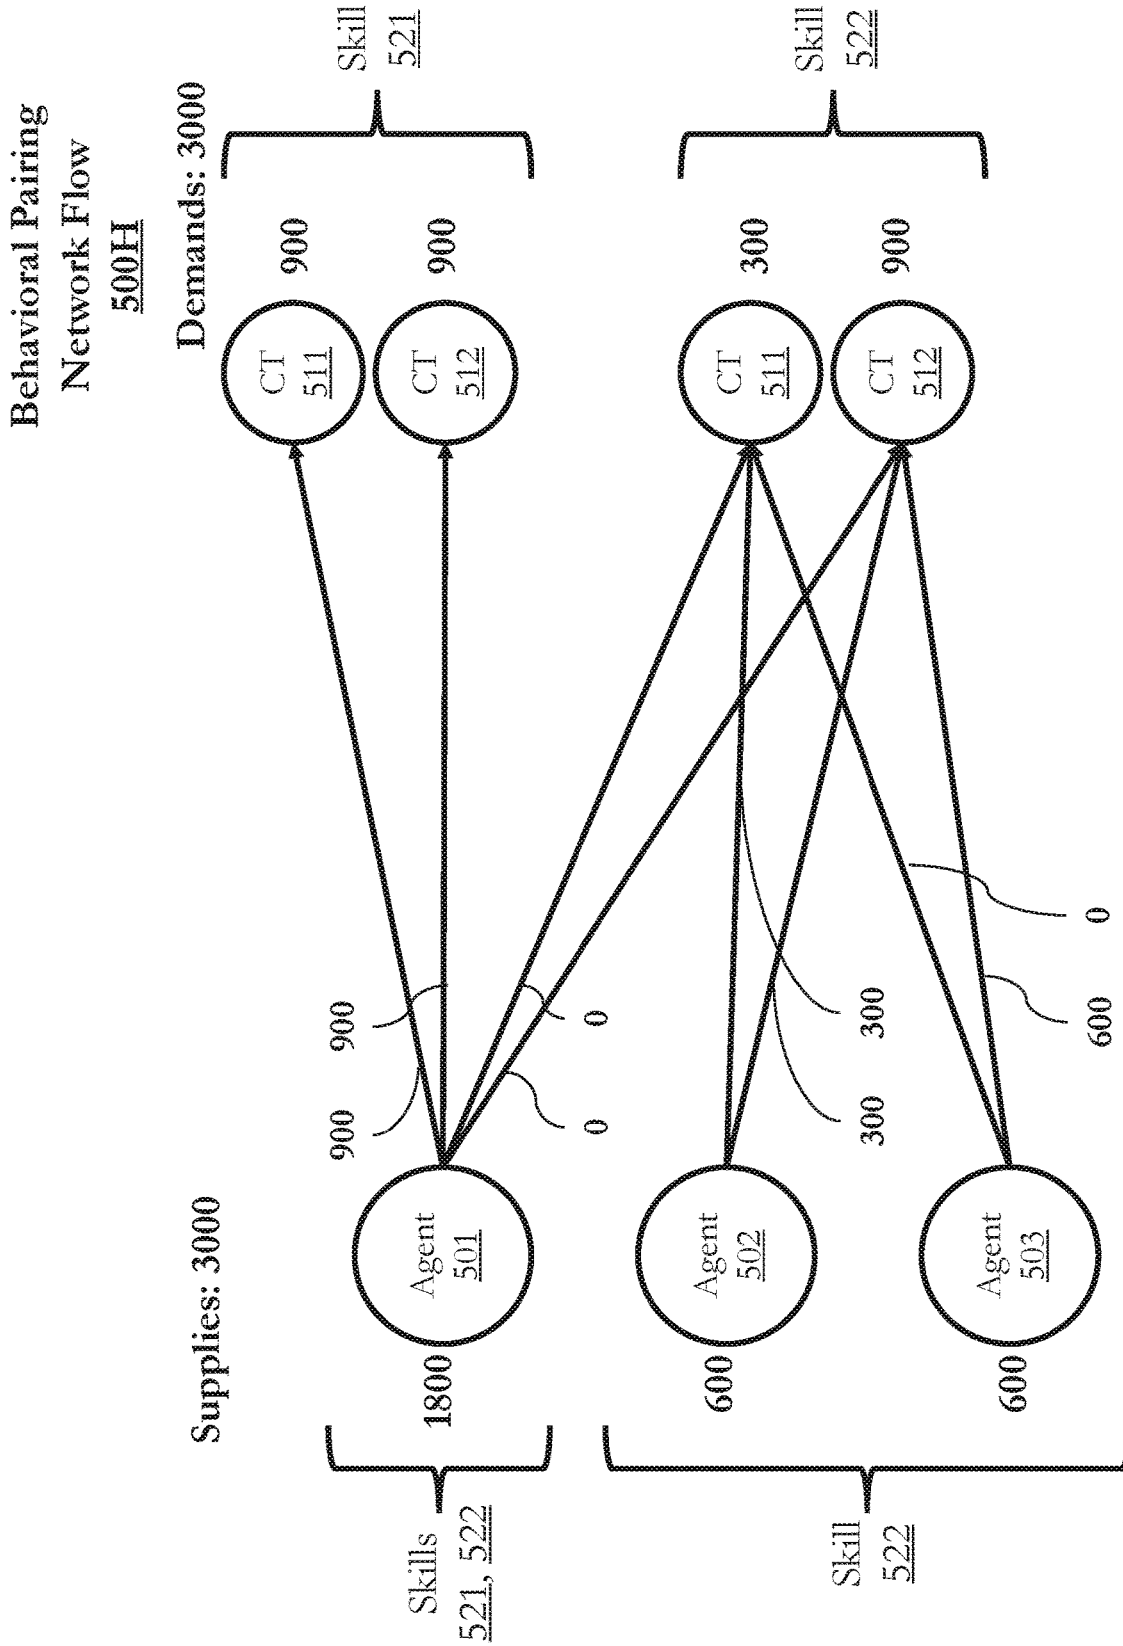 Behavioral Pairing
Network Flow
500H
Supplies: 3000
Demands: 3000
Skills
521, 522
1800
Agent
501
900
900
0
0
CT
511
900
CT
512
900
Skill
521
Skill
522
600
Agent
502
300
300
600
Agent
503
600
0
CT
511
300
CT
512
900
Skill
522